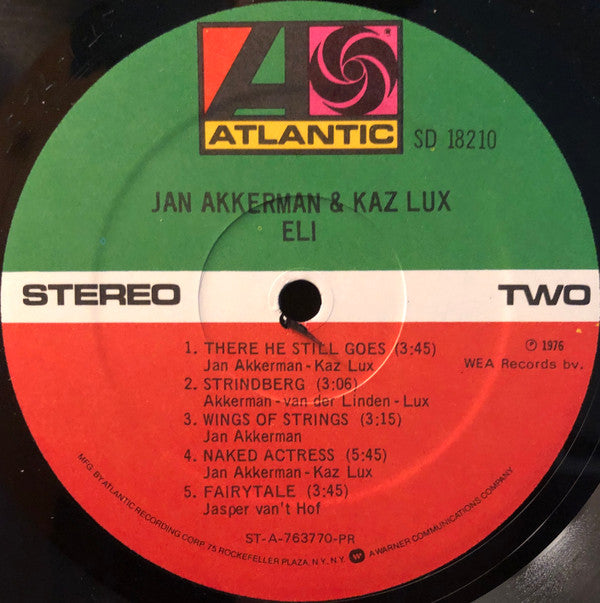 ATLANTIC
SD 18210
JAN AKKERMAN & KAZ LUX
ELI
STEREO
TWO
1. THERE HE STILL GOES (3:45)
Jan Akkerman - Kaz Lux
2. STRINDBERG (3:06)
Akkerman - van der Linden - Lux
3. WINGS OF STRINGS (3;15)
Jan Akkerman
4. NAKED ACTRESS (5:45)
Jan Akkerman - Kaz Lux
5. FAIRYTALE (3:45)
Jasper van't Hof
℗ 1976
WEA Records bv.
ST-A-763770-PR
MFG. BY ATLANTIC RECORDING CORP. 75 ROCKEFELLER PLAZA, N.Y. N.Y. A WARNER COMMUNICATIONS COMPANY